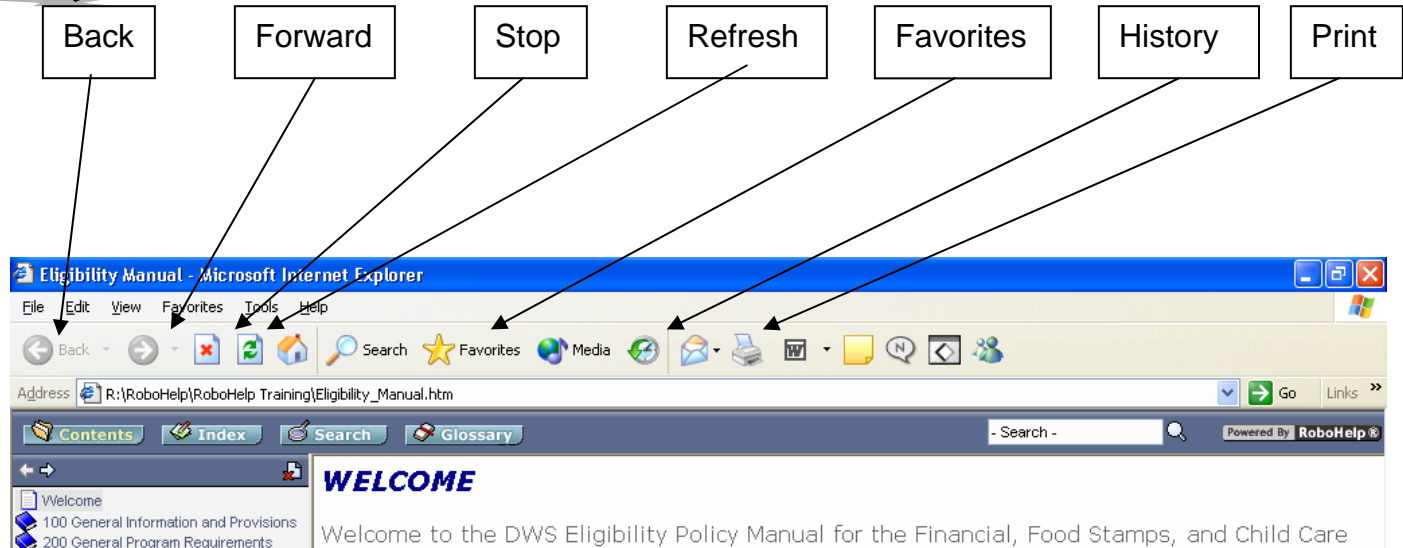 Back Forward Stop Refresh Favorites History Print
Eligibility Manual - Microsoft Internet Explorer
File Edit View Favorites Tools Help
Back Search Favorites Media W N
Address R:\RoboHelp\RoboHelp Training\Eligibility_Manual.htm Go Links »
Contents Index Search Glossary - Search - Powered By RoboHelp®
Welcome
100 General Information and Provisions
200 General Program Requirements
WELCOME
Welcome to the DWS Eligibility Policy Manual for the Financial, Food Stamps, and Child Care